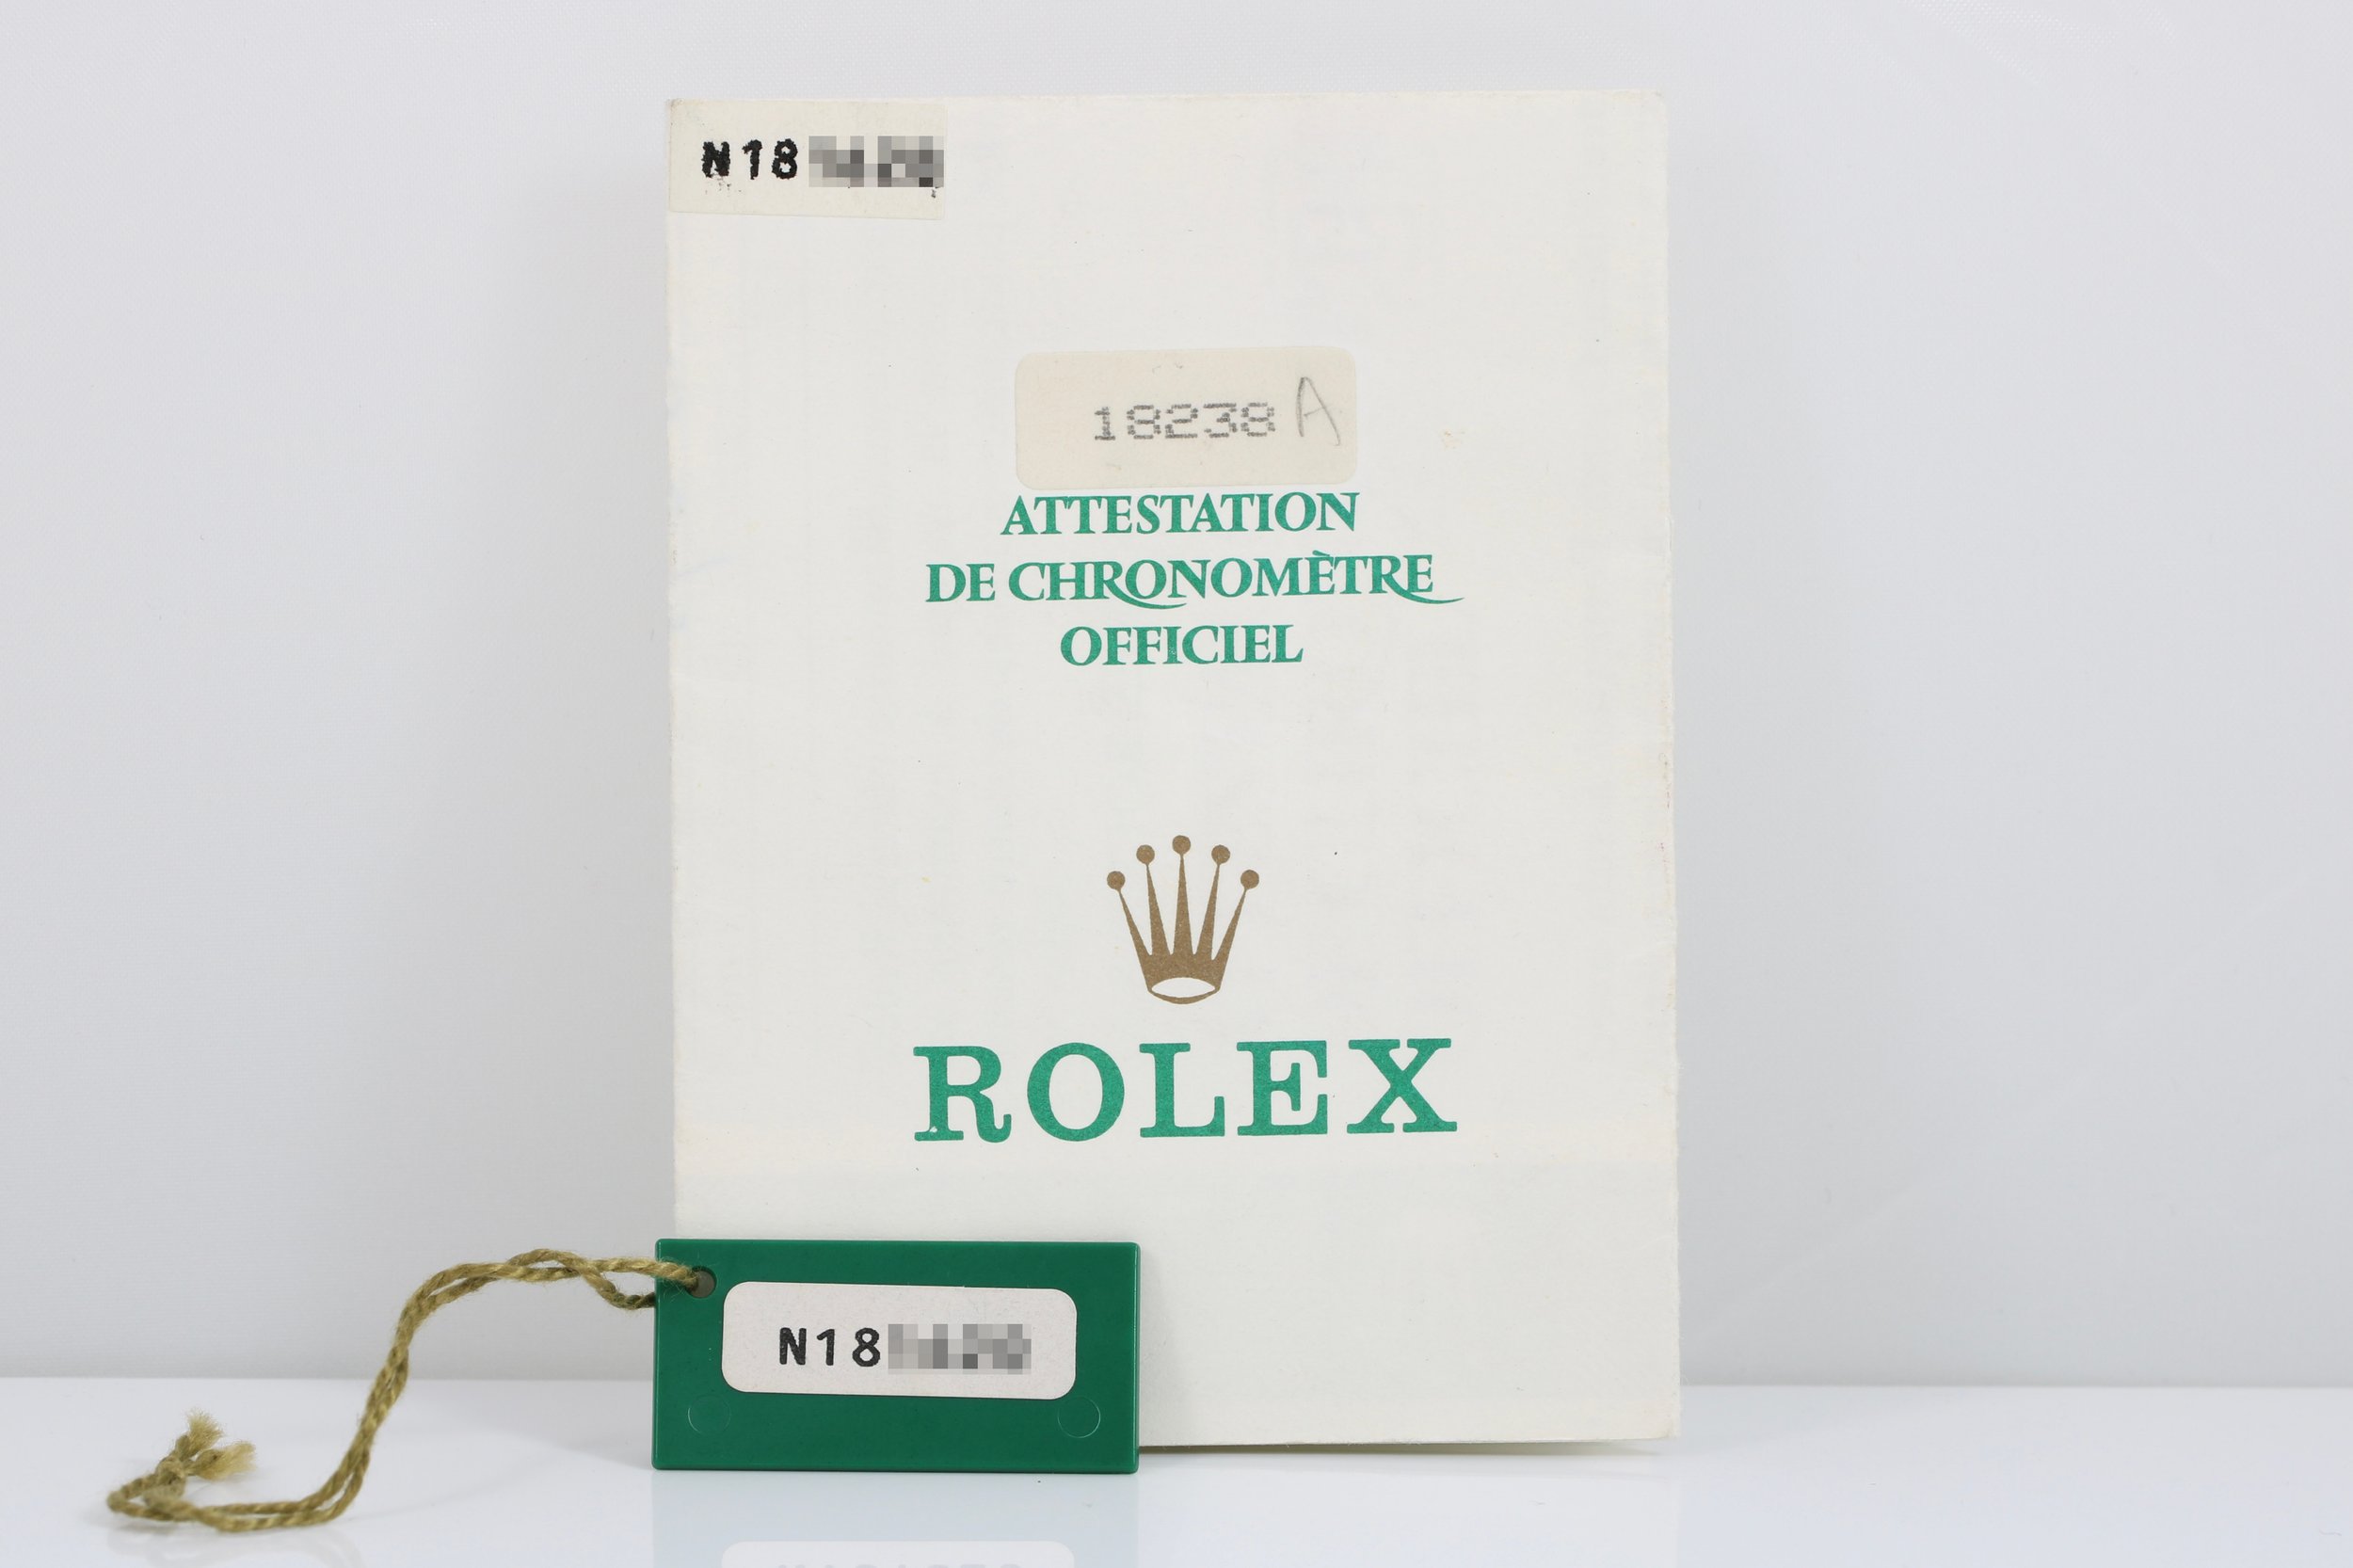 N18
18238 A
ATTESTATION
DE CHRONOMÈTRE
OFFICIEL
ROLEX
N18